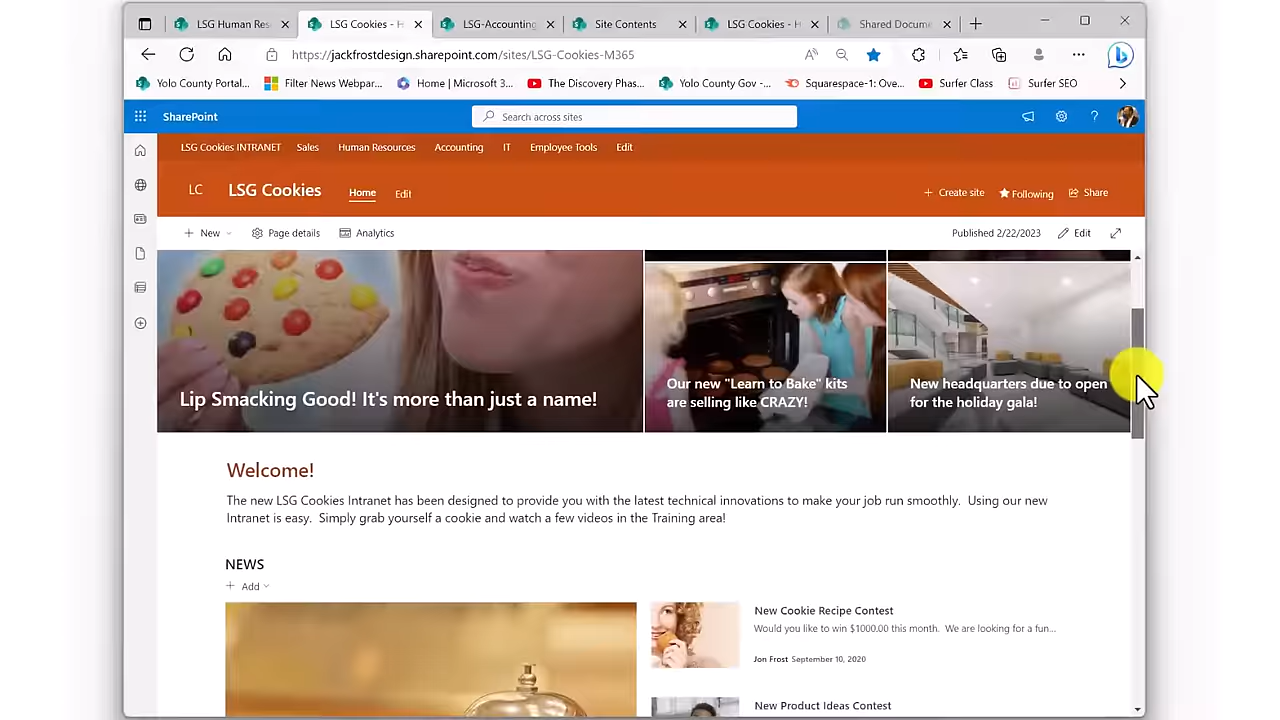 LSG Human Res
LSG Cookies - H
LSG-Accounting
Site Contents
LSG Cookies - H
Shared Docume
https://jackfrostdesign.sharepoint.com/sites/LSG-Cookies-M365
Yolo County Portal...
Filter News Webpar...
Home | Microsoft 3...
The Discovery Phas...
Yolo County Gov -...
Squarespace-1: Ove...
Surfer Class
Surfer SEO
SharePoint
Search across sites
LSG Cookies INTRANET
Sales
Human Resources
Accounting
IT
Employee Tools
Edit
LC
LSG Cookies
Home
Edit
Create site
Following
Share
New
Page details
Analytics
Published 2/22/2023
Edit
Lip Smacking Good! It's more than just a name!
Our new "Learn to Bake" kits
are selling like CRAZY!
New headquarters due to open
for the holiday gala!
Welcome!
The new LSG Cookies Intranet has been designed to provide you with the latest technical innovations to make your job run smoothly. Using our new
Intranet is easy. Simply grab yourself a cookie and watch a few videos in the Training area!
NEWS
Add
New Cookie Recipe Contest
Would you like to win $1000.00 this month. We are looking for a fun...
Jon Frost September 10, 2020
New Product Ideas Contest